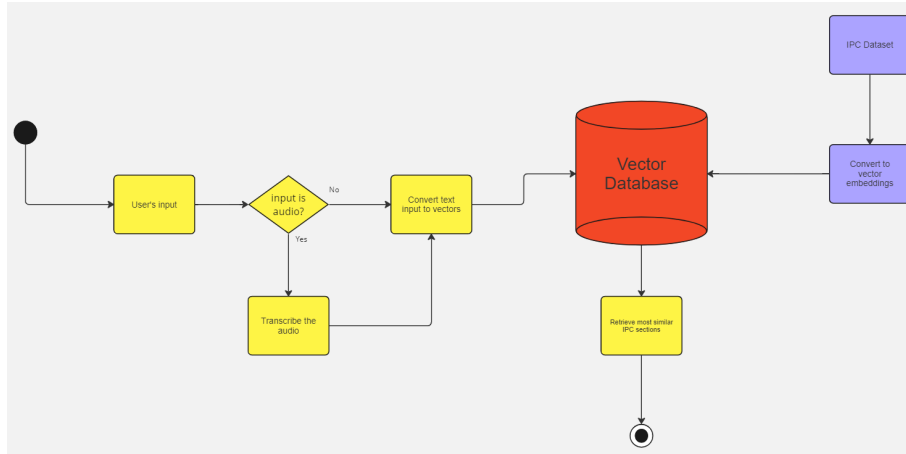 IPC Dataset
Vector
Database
Convert to
vector
embeddings
User's input
input is
audio?
No
Convert text
input to vectors
Yes
Transcribe the
audio
Retrieve most similar
IPC sections